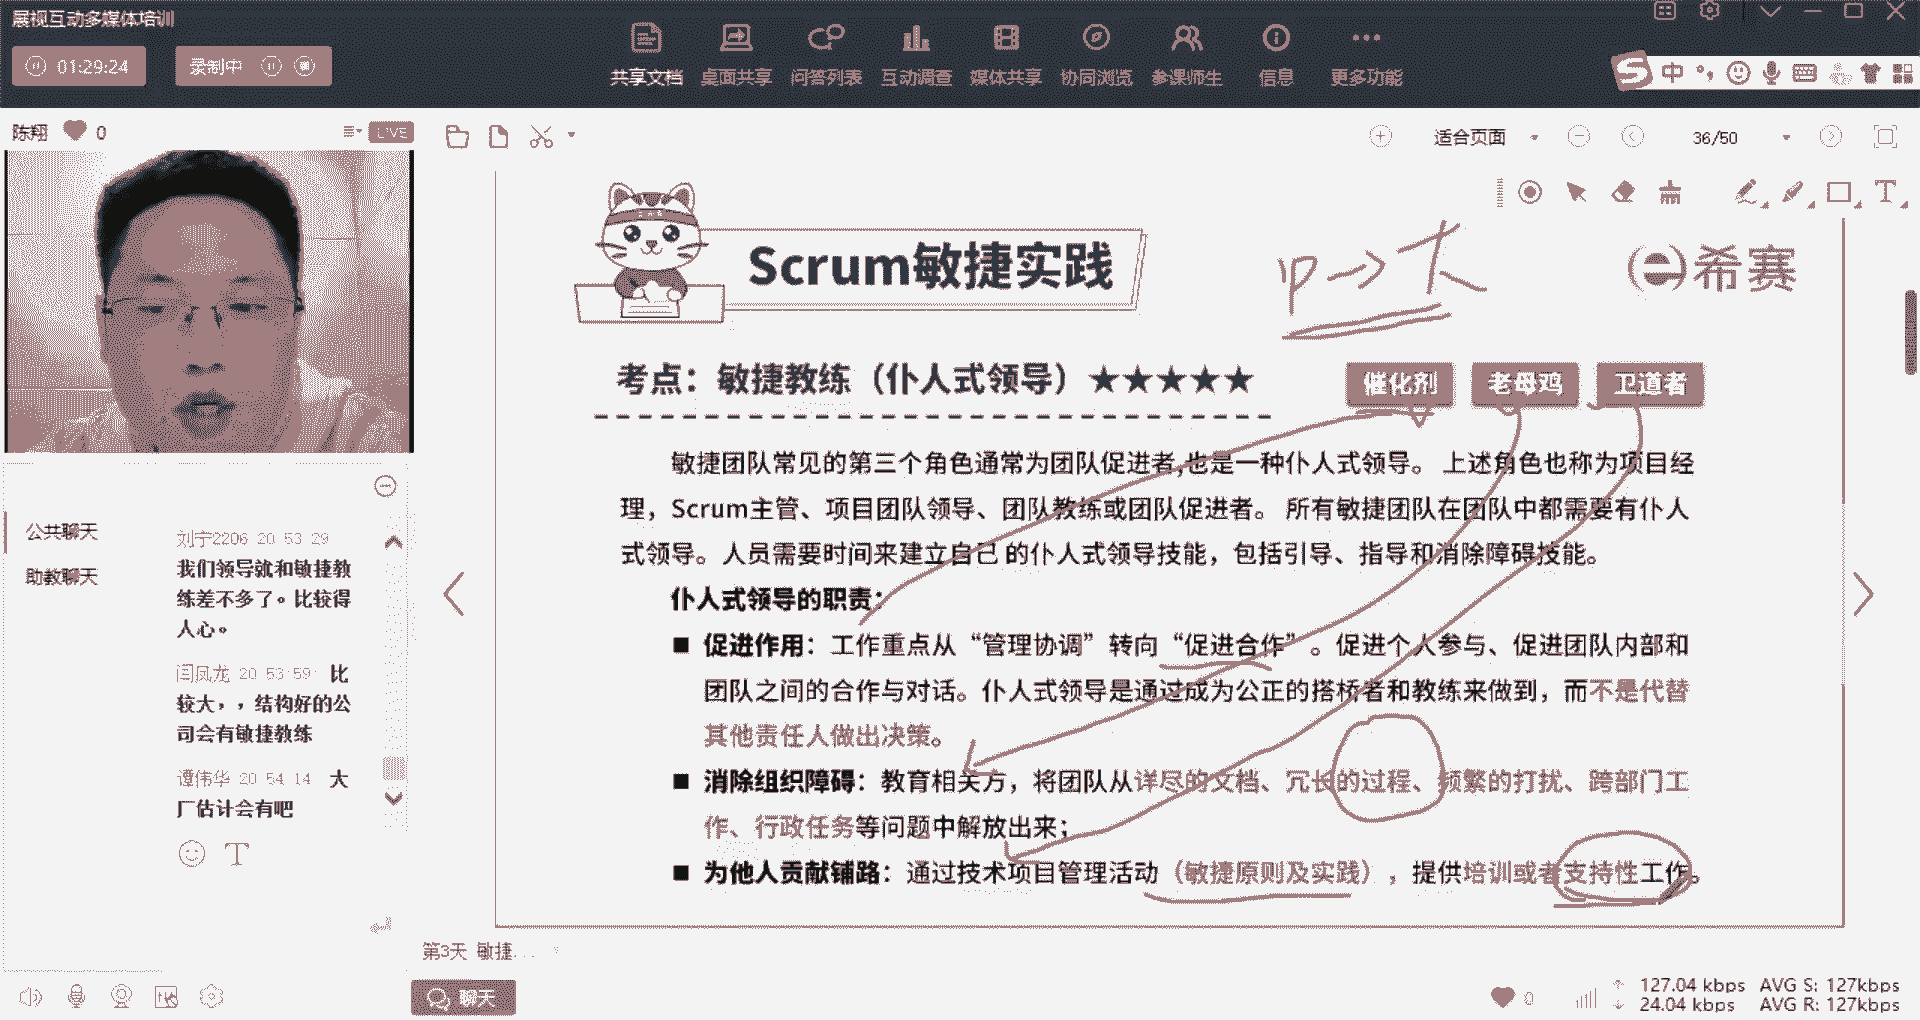 展视互动多媒体培训
01:29:24
录制中
共享文档 桌面共享 问答列表 互动调查 媒体共享 协同浏览 参课师生 信息 更多功能
中
陈翔 0
LIVE
适合页面
36/50
公共聊天
助教聊天
刘宁2206 20:53:29
我们领导就和敏捷教
练差不多了。比较得
人心。
闫凤龙 20:53:59 比
较大，，结构好的公
司会有敏捷教练
谭伟华 20:54:14 大
厂估计会有吧
Scrum敏捷实践
希赛
考点：敏捷教练（仆人式领导）★★★★★
催化剂 老母鸡 卫道者
敏捷团队常见的第三个角色通常为团队促进者,也是一种仆人式领导。 上述角色也称为项目经
理，Scrum主管、项目团队领导、团队教练或团队促进者。 所有敏捷团队在团队中都需要有仆人
式领导。人员需要时间来建立自己 的仆人式领导技能，包括引导、指导和消除障碍技能。
仆人式领导的职责：
■ 促进作用：工作重点从“管理协调”转向“促进合作”。促进个人参与、促进团队内部和
团队之间的合作与对话。仆人式领导是通过成为公正的搭桥者和教练来做到，而不是代替
其他责任人做出决策。
■ 消除组织障碍：教育相关方，将团队从详尽的文档、冗长的过程、频繁的打扰、跨部门工
作、行政任务等问题中解放出来；
■ 为他人贡献铺路：通过技术项目管理活动（敏捷原则及实践），提供培训或者支持性工作。
第3天 敏捷...
聊天
0
127.04 kbps AVG S: 127kbps
24.04 kbps AVG R: 127kbps